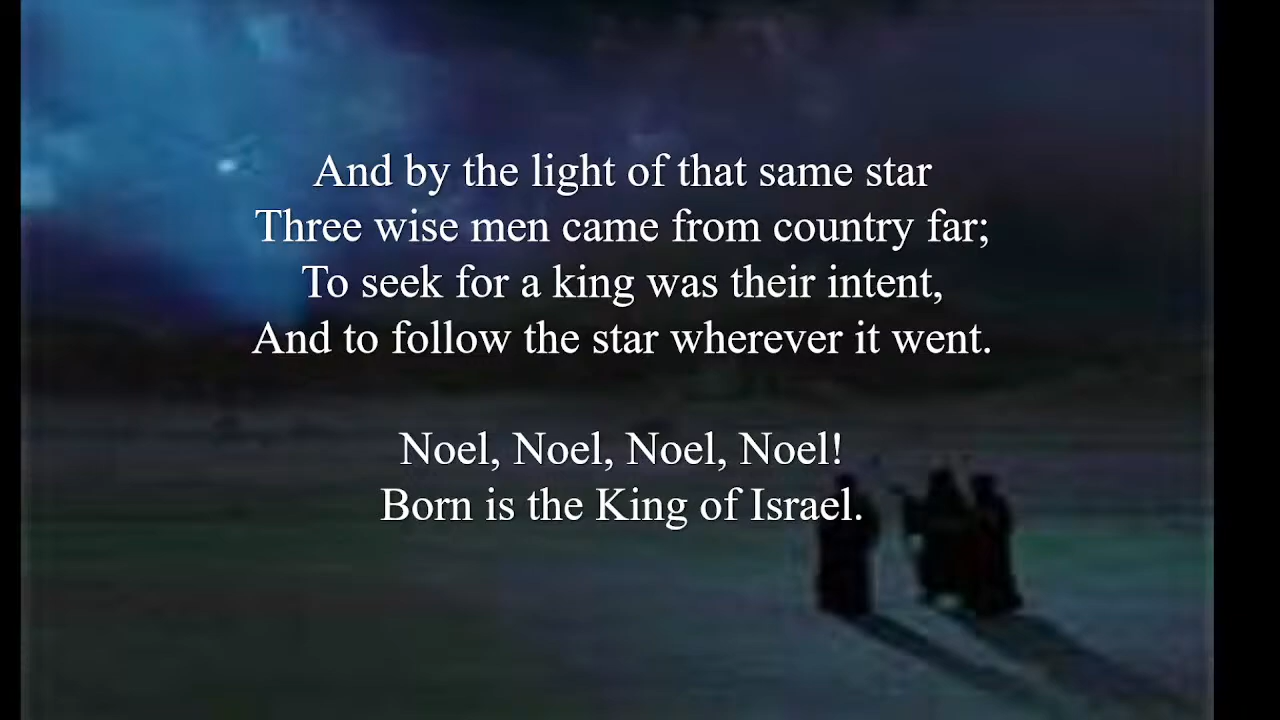 And by the light of that same star
Three wise men came from country far;
To seek for a king was their intent,
And to follow the star wherever it went.
Noel, Noel, Noel, Noel!
Born is the King of Israel.